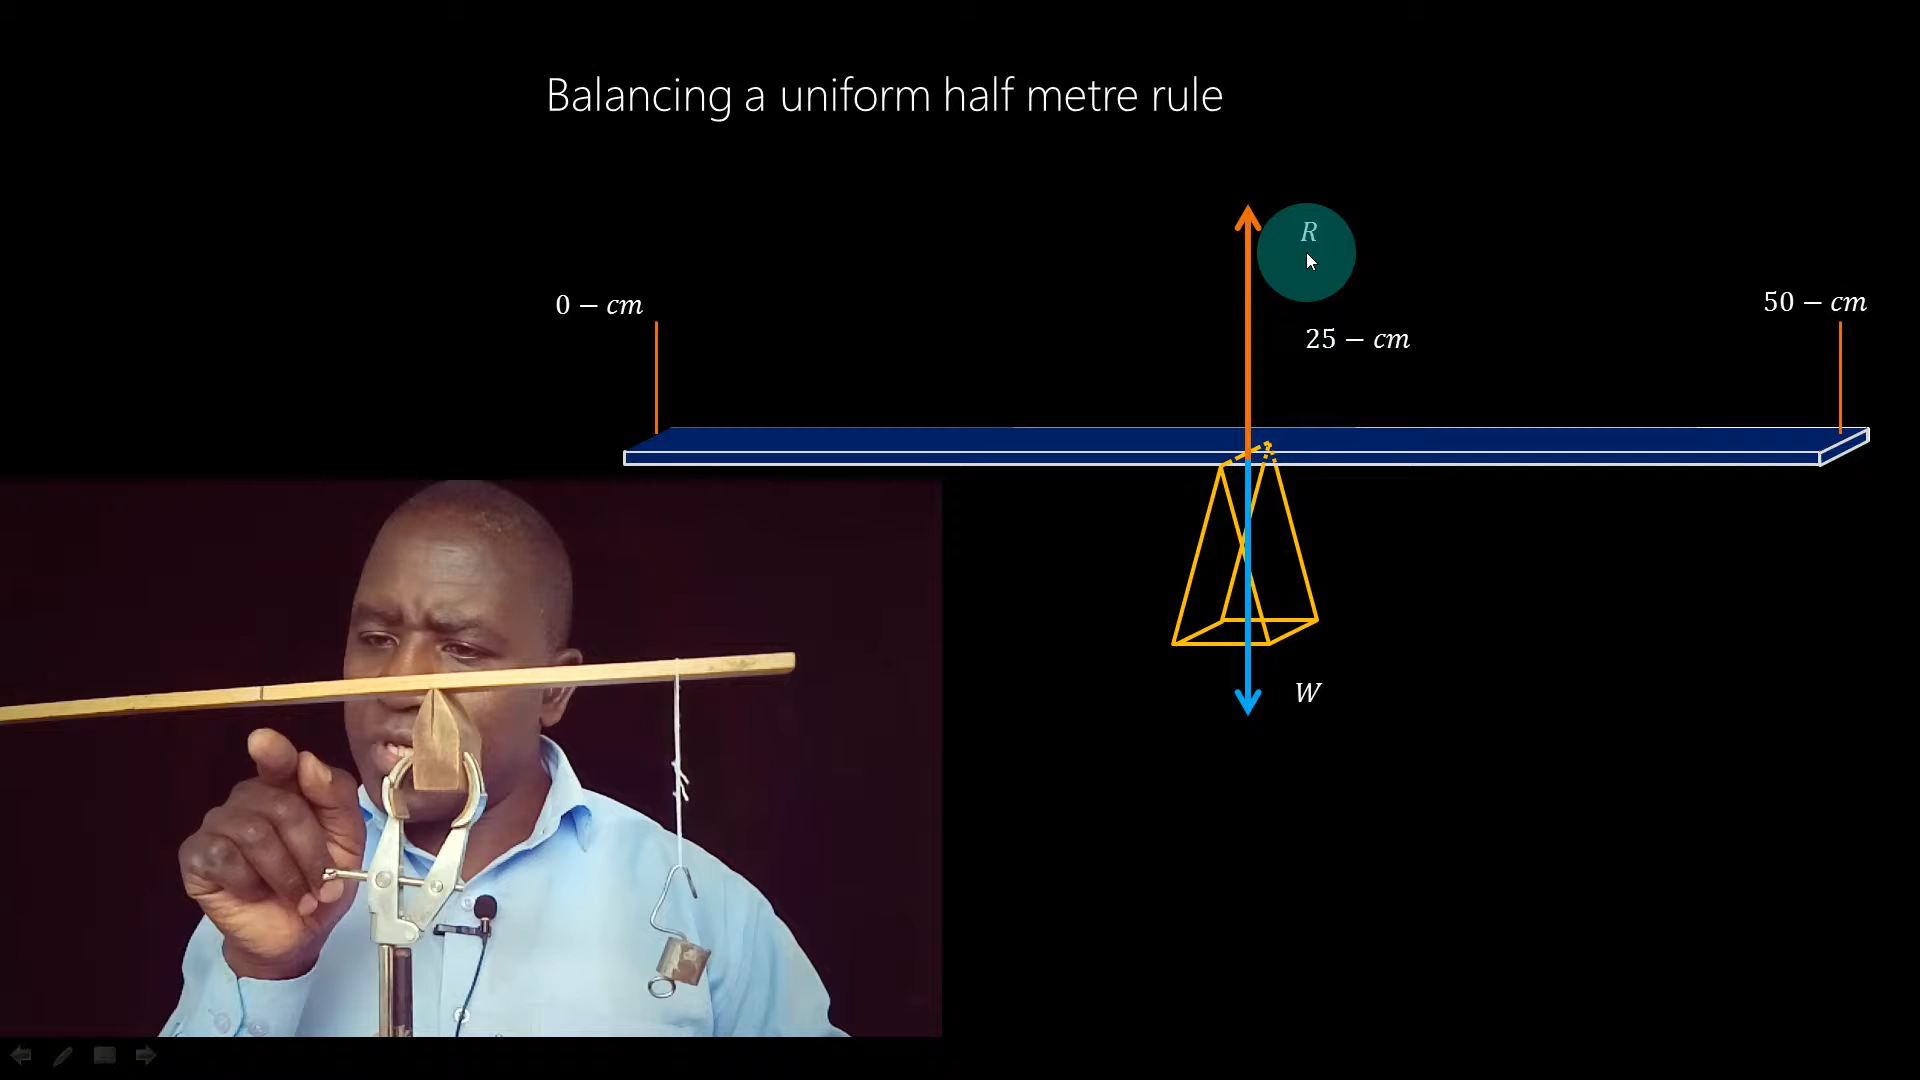 Balancing a uniform half metre rule
R
0 − cm
50 − cm
25 − cm
W